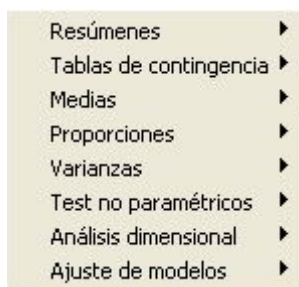 Resúmenes
Tablas de contingencia
Medias
Proporciones
Varianzas
Test no paramétricos
Análisis dimensional
Ajuste de modelos